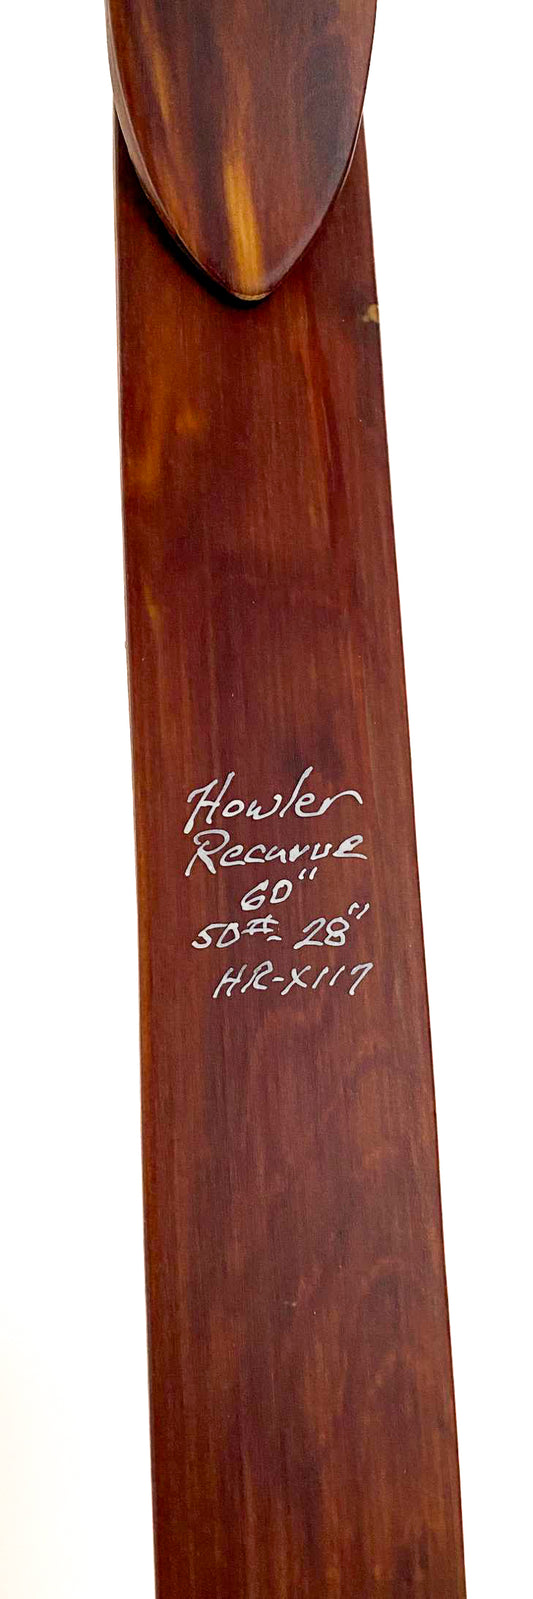 Howler
Recurve
60"
50#- 28"
HR-X117